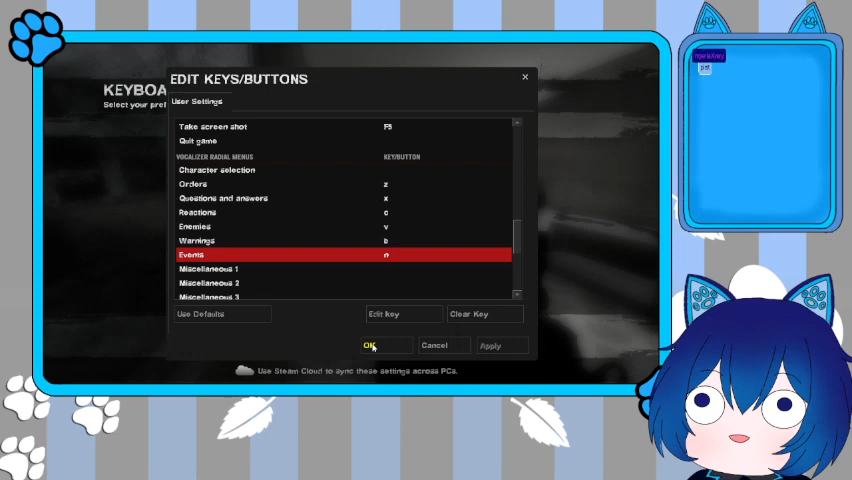 EDIT KEYS/BUTTONS
KEYBOA
Select your pref
User Settings
Take screen shot F5
Quit game
VOCALIZER RADIAL MENUS KEY/BUTTON
Character selection
Orders z
Questions and answers x
Reactions c
Enemies v
Warnings b
Events n
Miscellaneous 1
Miscellaneous 2
Miscellaneous 3
Use Defaults Edit key Clear Key
OK Cancel Apply
Use Steam Cloud to sync these settings across PCs.